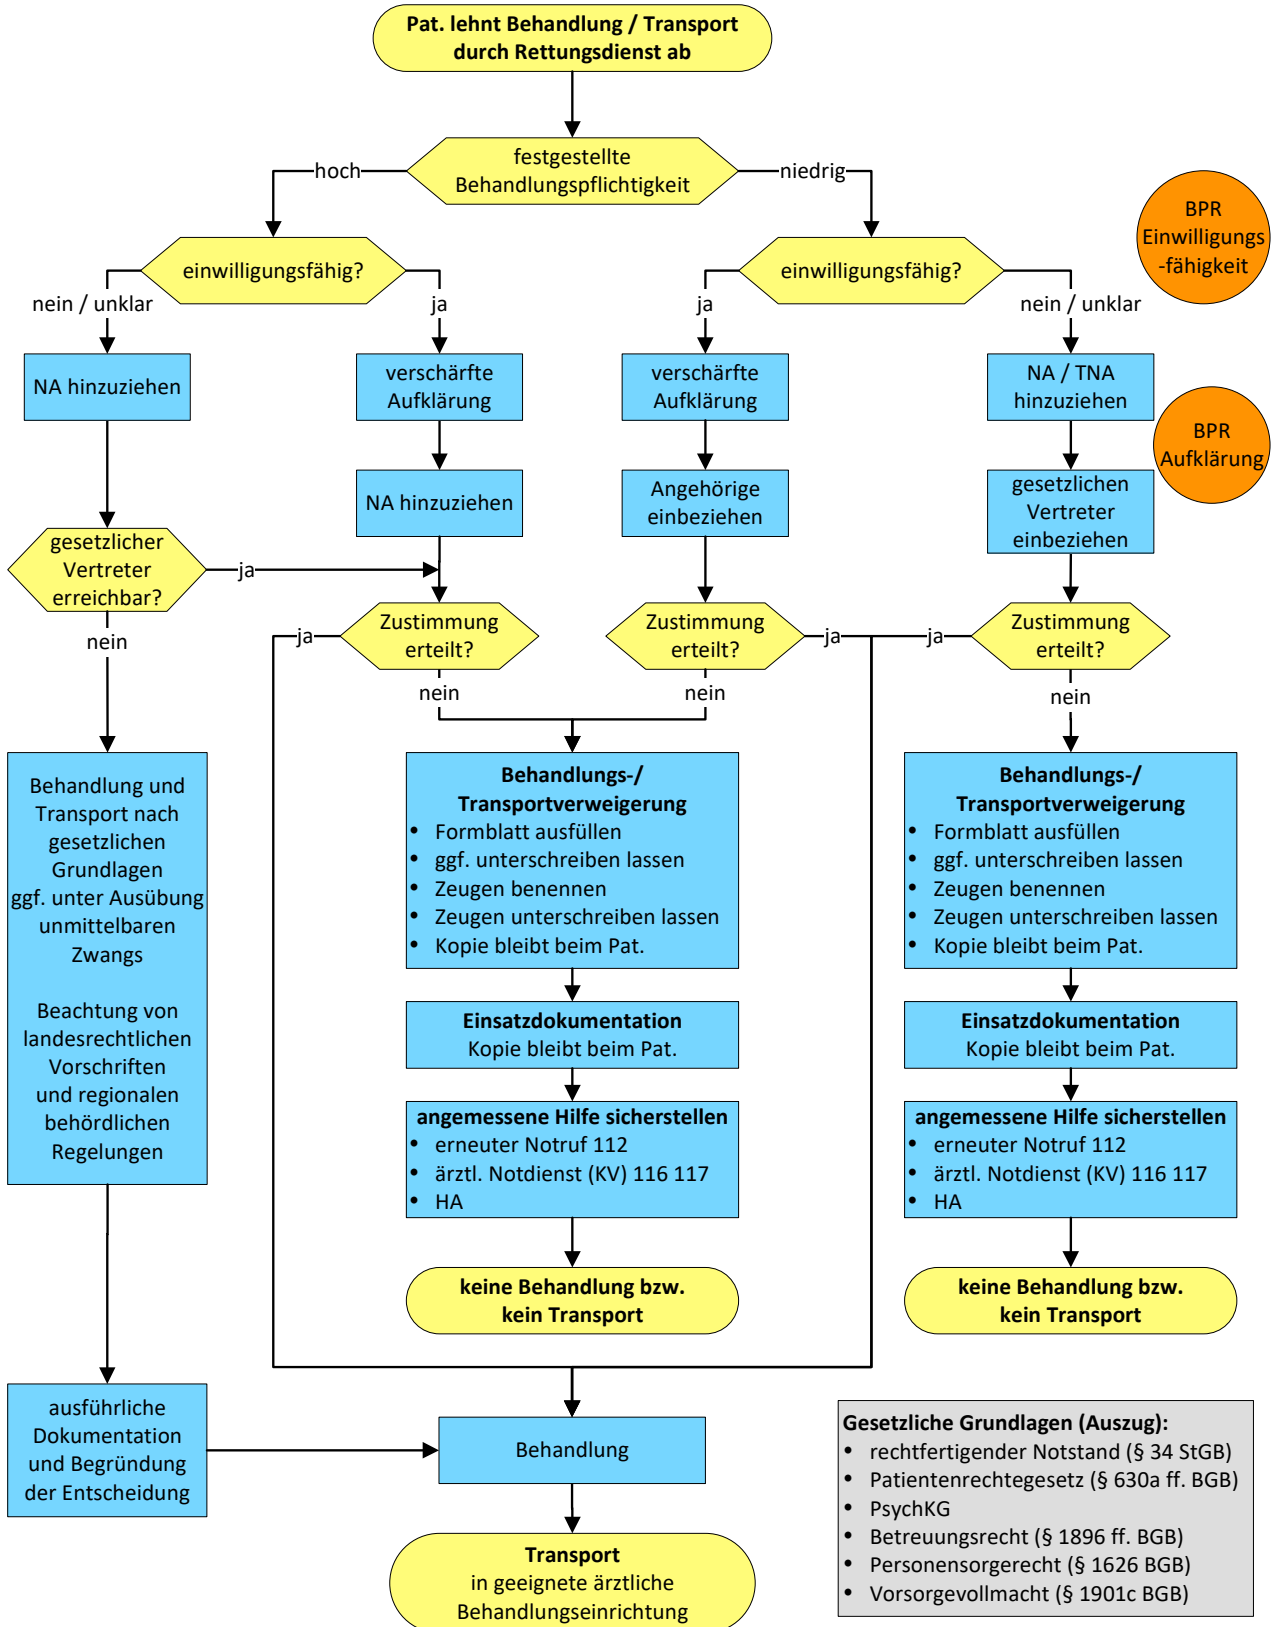 Pat. lehnt Behandlung / Transport
durch Rettungsdienst ab
festgestellte
Behandlungspflichtigkeit
hoch
niedrig
BPR
Einwilligungs
-fähigkeit
einwilligungsfähig?
einwilligungsfähig?
nein / unklar
ja
ja
nein / unklar
NA hinzuziehen
verschärfte
Aufklärung
verschärfte
Aufklärung
NA / TNA
hinzuziehen
BPR
Aufklärung
NA hinzuziehen
Angehörige
einbeziehen
gesetzlichen
Vertreter
einbeziehen
gesetzlicher
Vertreter
erreichbar?
ja
nein
Zustimmung
erteilt?
ja
nein
Zustimmung
erteilt?
ja
nein
Zustimmung
erteilt?
ja
nein
Behandlung und
Transport nach
gesetzlichen
Grundlagen
ggf. unter Ausübung
unmittelbaren
Zwangs
Beachtung von
landesrechtlichen
Vorschriften
und regionalen
behördlichen
Regelungen
Behandlungs-/
Transportverweigerung
• Formblatt ausfüllen
• ggf. unterschreiben lassen
• Zeugen benennen
• Zeugen unterschreiben lassen
• Kopie bleibt beim Pat.
Behandlungs-/
Transportverweigerung
• Formblatt ausfüllen
• ggf. unterschreiben lassen
• Zeugen benennen
• Zeugen unterschreiben lassen
• Kopie bleibt beim Pat.
Einsatzdokumentation
Kopie bleibt beim Pat.
Einsatzdokumentation
Kopie bleibt beim Pat.
angemessene Hilfe sicherstellen
• erneuter Notruf 112
• ärztl. Notdienst (KV) 116 117
• HA
angemessene Hilfe sicherstellen
• erneuter Notruf 112
• ärztl. Notdienst (KV) 116 117
• HA
keine Behandlung bzw.
kein Transport
keine Behandlung bzw.
kein Transport
ausführliche
Dokumentation
und Begründung
der Entscheidung
Behandlung
Transport
in geeignete ärztliche
Behandlungseinrichtung
Gesetzliche Grundlagen (Auszug):
• rechtfertigender Notstand (§ 34 StGB)
• Patientenrechtegesetz (§ 630a ff. BGB)
• PsychKG
• Betreuungsrecht (§ 1896 ff. BGB)
• Personensorgerecht (§ 1626 BGB)
• Vorsorgevollmacht (§ 1901c BGB)